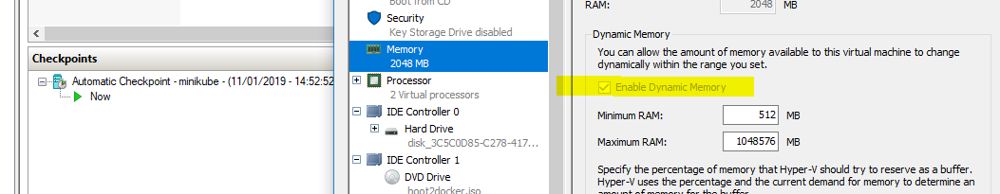 Checkpoints
Automatic Checkpoint - minikube - (11/01/2019 - 14:52:52
Now
Boot from CD
Security
Key Storage Drive disabled
Memory
2048 MB
Processor
2 Virtual processors
IDE Controller 0
Hard Drive
disk_3C5C0D85-C278-417...
IDE Controller 1
DVD Drive
boot2docker.iso
RAM: 2048 MB
Dynamic Memory
You can allow the amount of memory available to this virtual machine to change
dynamically within the range you set.
Enable Dynamic Memory
Minimum RAM: 512 MB
Maximum RAM: 1048576 MB
Specify the percentage of memory that Hyper-V should try to reserve as a buffer.
Hyper-V uses the percentage and the current demand for memory to determine an
amount of memory for the buffer.